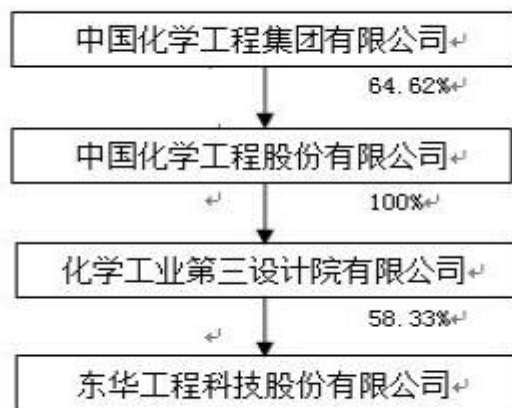 中国化学工程集团有限公司
64.62%
中国化学工程股份有限公司
100%
化学工业第三设计院有限公司
58.33%
东华工程科技股份有限公司